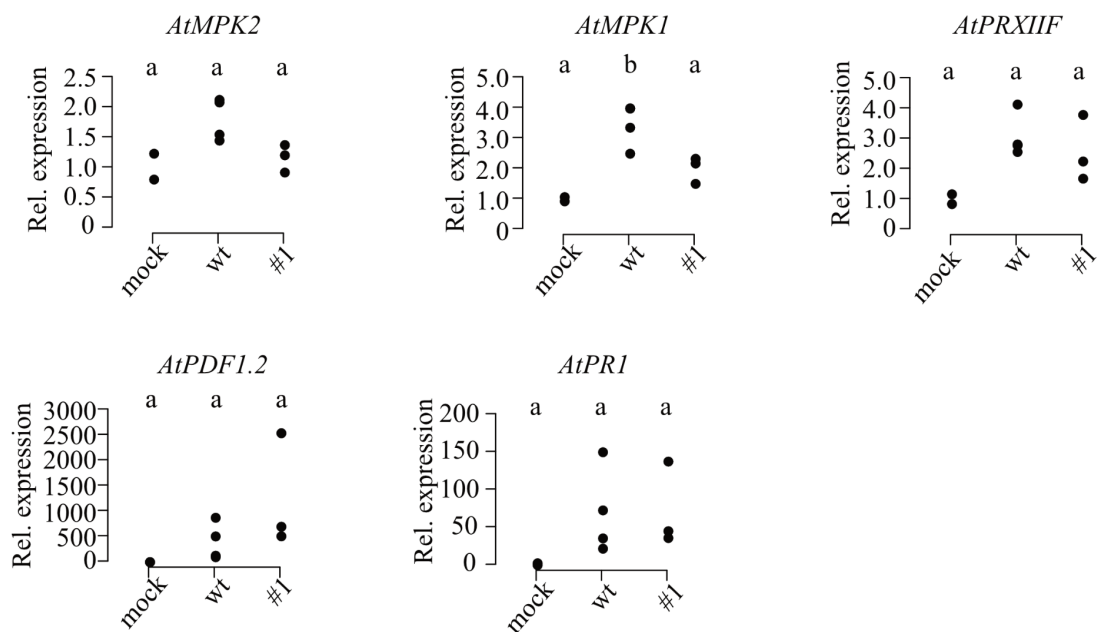 AtMPK2
a a a
Rel. expression
2.5
2.0
1.5
1.0
0.5
0
mock wt #1
AtMPK1
a b a
Rel. expression
5.0
4.0
3.0
2.0
1.0
0
mock wt #1
AtPRXIIF
a a a
Rel. expression
5.0
4.0
3.0
2.0
1.0
0
mock wt #1
AtPDF1.2
a a a
Rel. expression
3000
2500
2000
1500
1000
500
0
mock wt #1
AtPR1
a a a
Rel. expression
200
150
100
50
0
mock wt #1